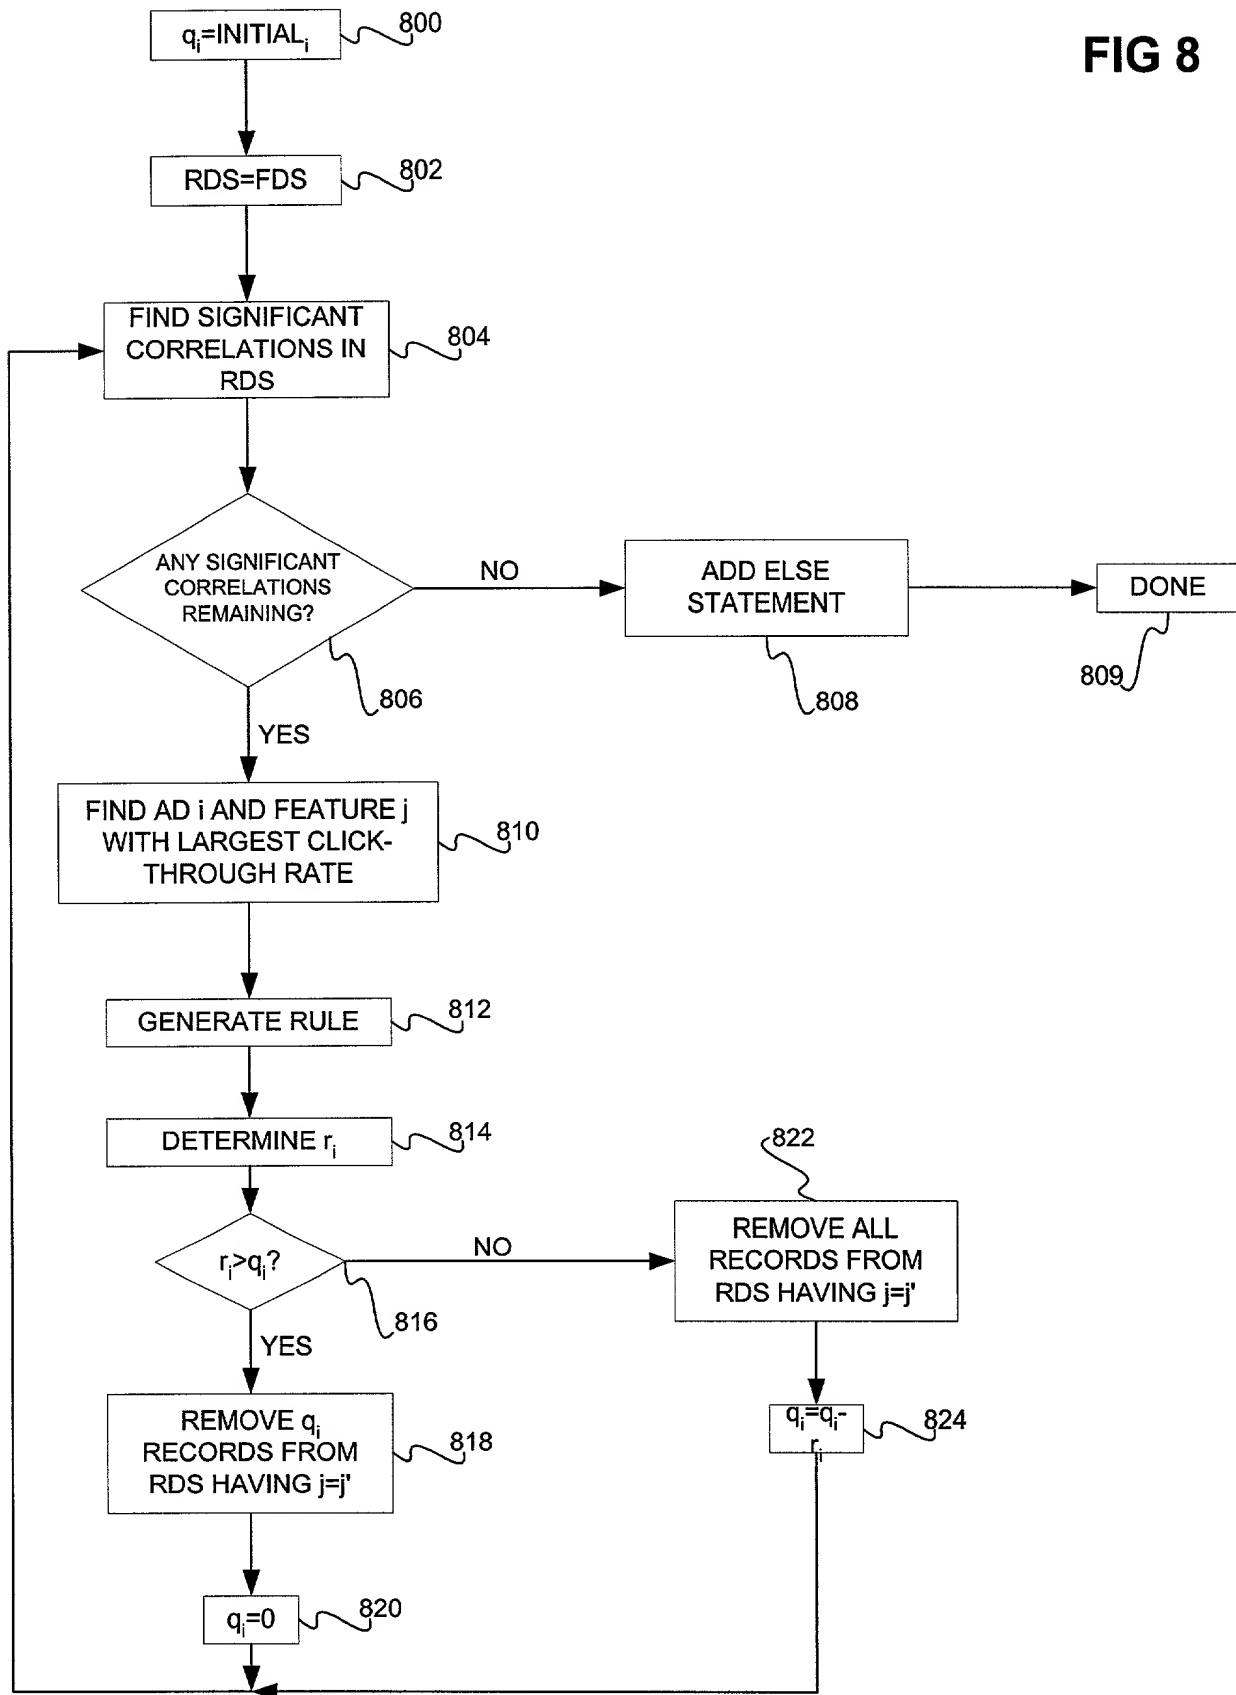 FIG 8
qi=INITIALi
800
RDS=FDS
802
FIND SIGNIFICANT
CORRELATIONS IN
RDS
804
ANY SIGNIFICANT
CORRELATIONS
REMAINING?
806
NO
ADD ELSE
STATEMENT
808
DONE
809
YES
FIND AD i AND FEATURE j
WITH LARGEST CLICK-
THROUGH RATE
810
GENERATE RULE
812
DETERMINE ri
814
ri>qi?
816
NO
822
REMOVE ALL
RECORDS FROM
RDS HAVING j=j'
YES
REMOVE qi
RECORDS FROM
RDS HAVING j=j'
818
qi=qi-
ri
824
qi=0
820